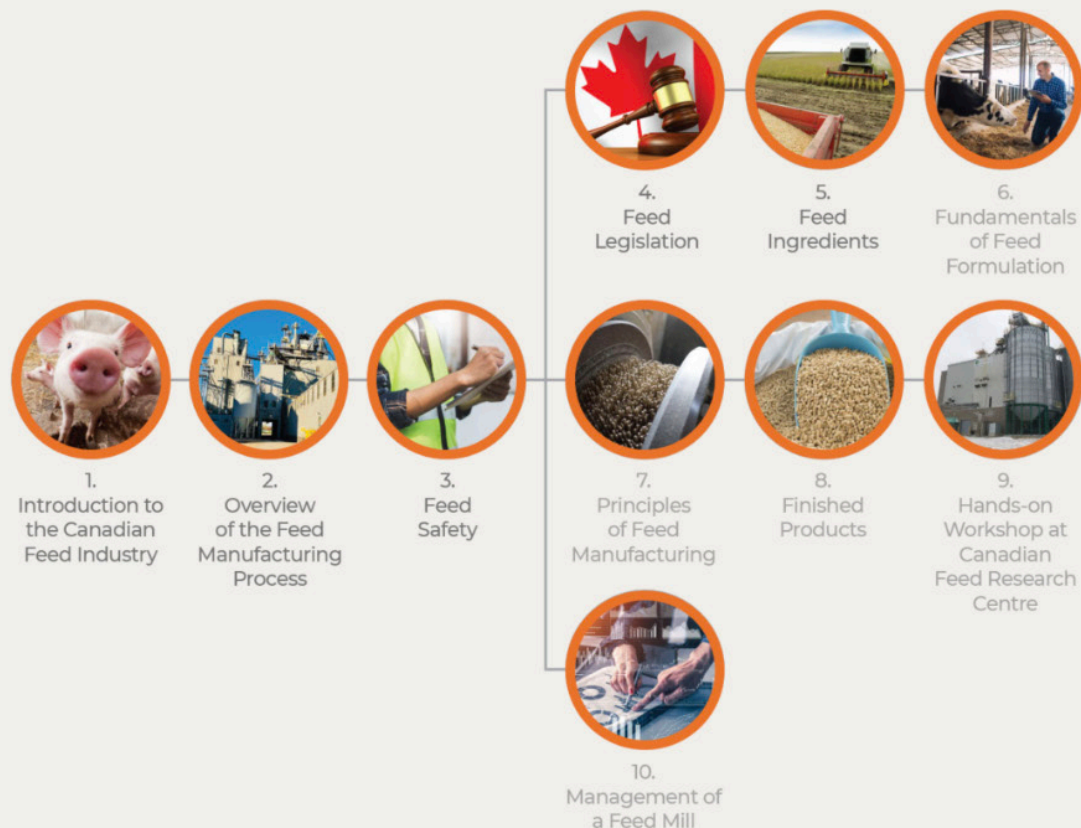 1.
Introduction to
the Canadian
Feed Industry
2.
Overview
of the Feed
Manufacturing
Process
3.
Feed
Safety
4.
Feed
Legislation
5.
Feed
Ingredients
6.
Fundamentals
of Feed
Formulation
7.
Principles
of Feed
Manufacturing
8.
Finished
Products
9.
Hands-on
Workshop at
Canadian
Feed Research
Centre
10.
Management of
a Feed Mill